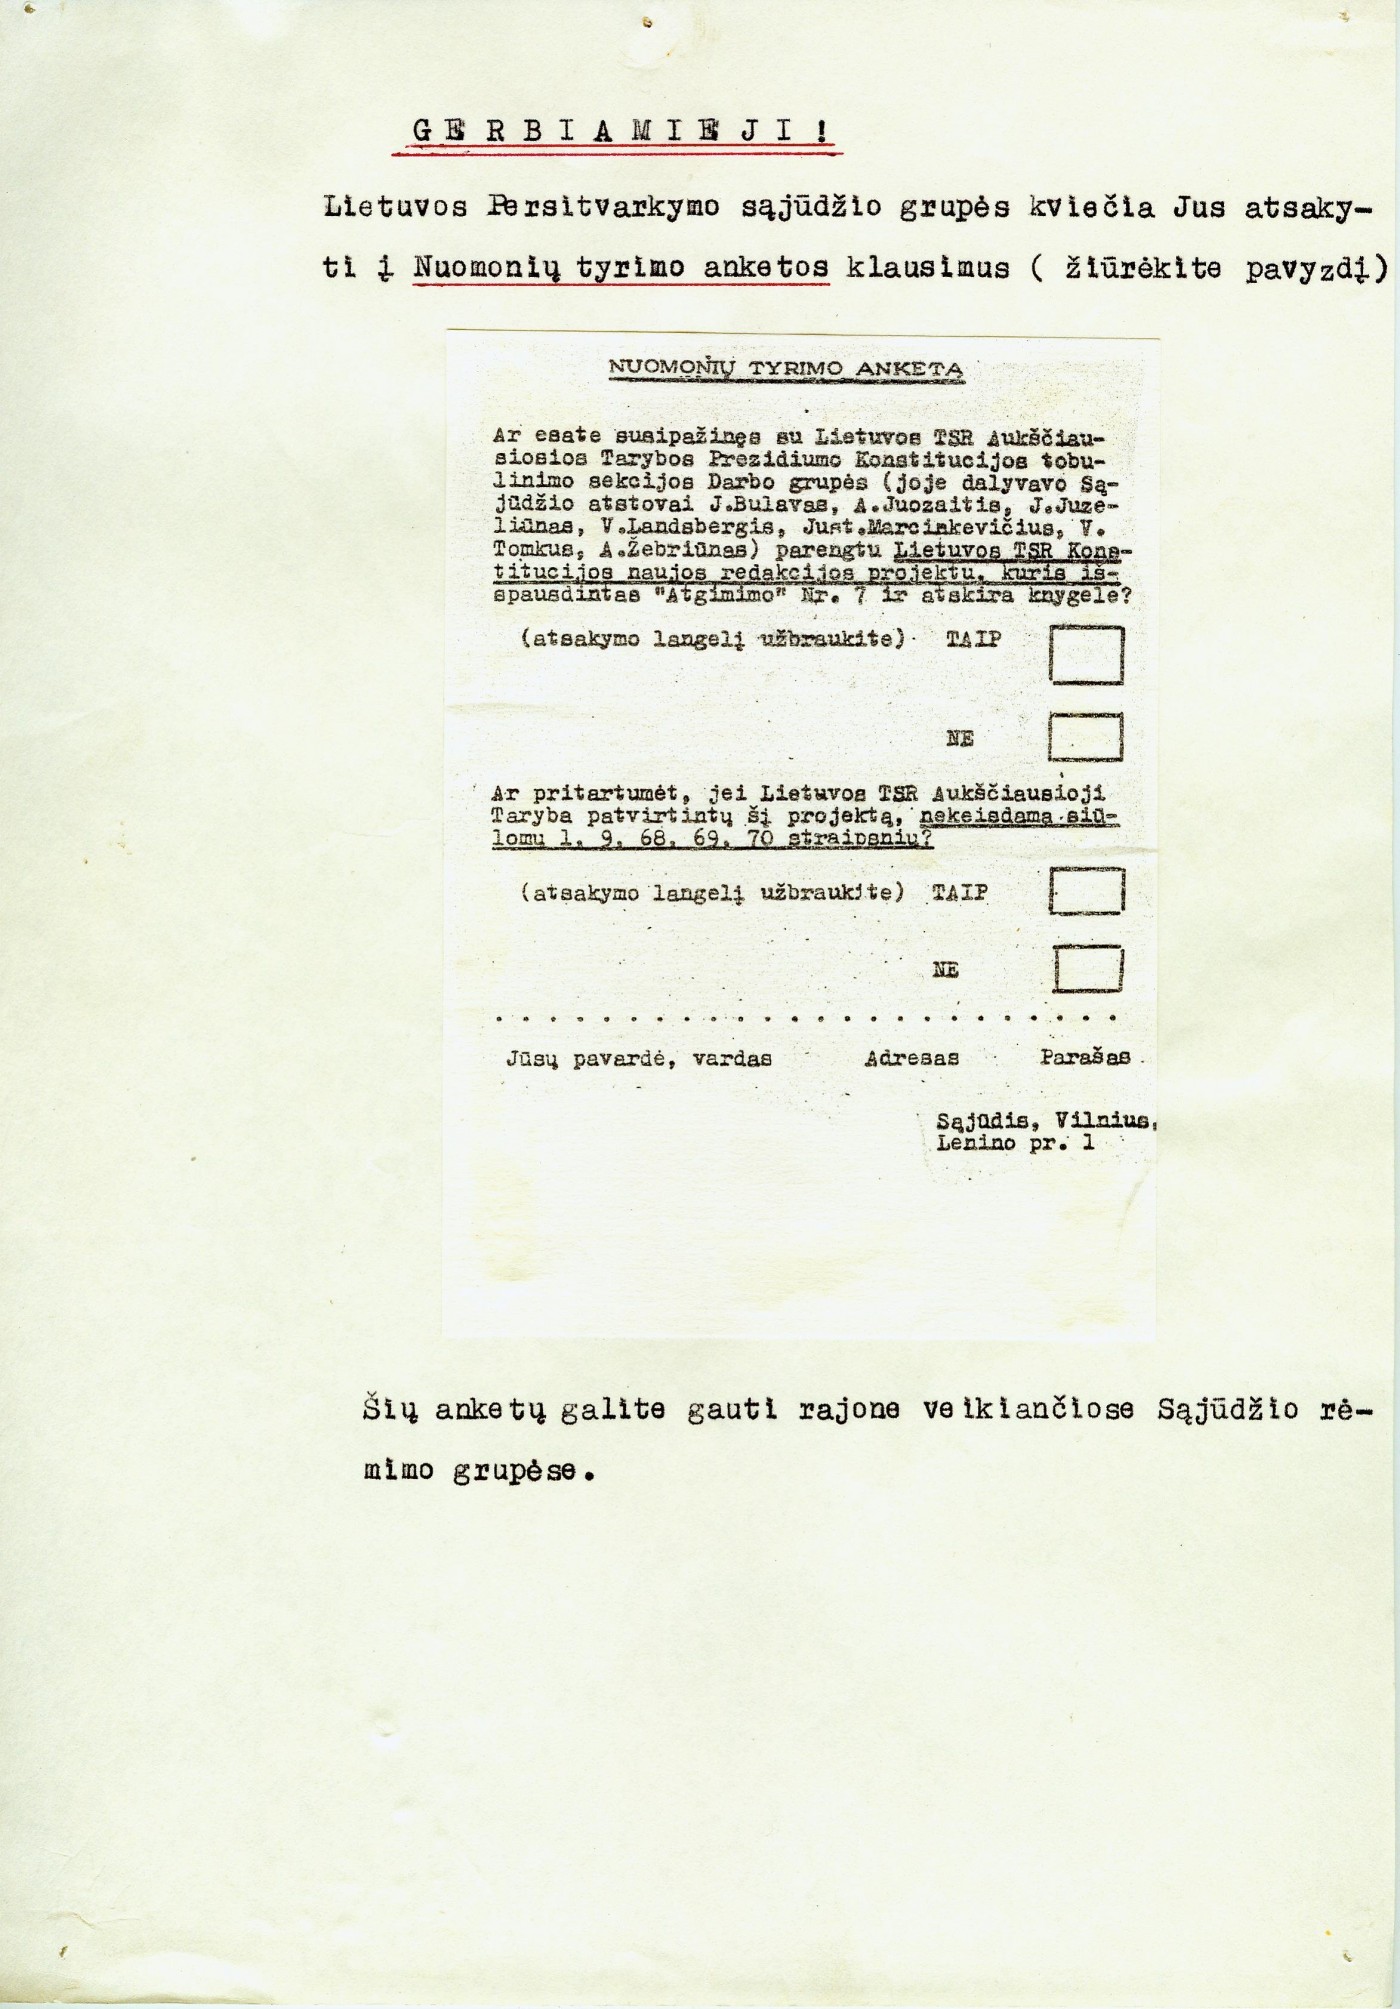 GERBIAMIEJI!
Lietuvos Persitvarkymo sąjūdžio grupės kviečia Jus atsaky-
ti į Nuomonių tyrimo anketos klausimus ( žiūrėkite pavyzdį)
NUOMONIŲ TYRIMO ANKETA
Ar esate susipažinęs su Lietuvos TSR Aukščiau-
siosios Tarybos Prezidiumo Konstitucijos tobu-
linimo sekcijos Darbo grupės (joje dalyvavo Są-
jūdžio atstovai J.Bulavas, A.Juozaitis, J.Juze-
liūnas, V.Landsbergis, Just.Marcinkevičius, V.
Tomkus, A.Žebriūnas) parengtu Lietuvos TSR Kons-
titucijos naujos redakcijos projektu, kuris iš-
spausdintas "Atgimimo" Nr. 7 ir atskira knygele?
(atsakymo langelį užbraukite) TAIP
NE
Ar pritartumėt, jei Lietuvos TSR Aukščiausioji
Taryba patvirtintų šį projektą, nekeisdama siū-
lomų 1, 9, 68, 69, 70 straipsnių?
(atsakymo langelį užbraukite) TAIP
NE
. . . . . . . . . . . . . . . . . . . . . . . .
Jūsų pavardė, vardas Adresas Parašas
Sąjūdis, Vilnius,
Lenino pr. 1
Šių anketų galite gauti rajone veikiančiose Sąjūdžio rė-
mimo grupėse.